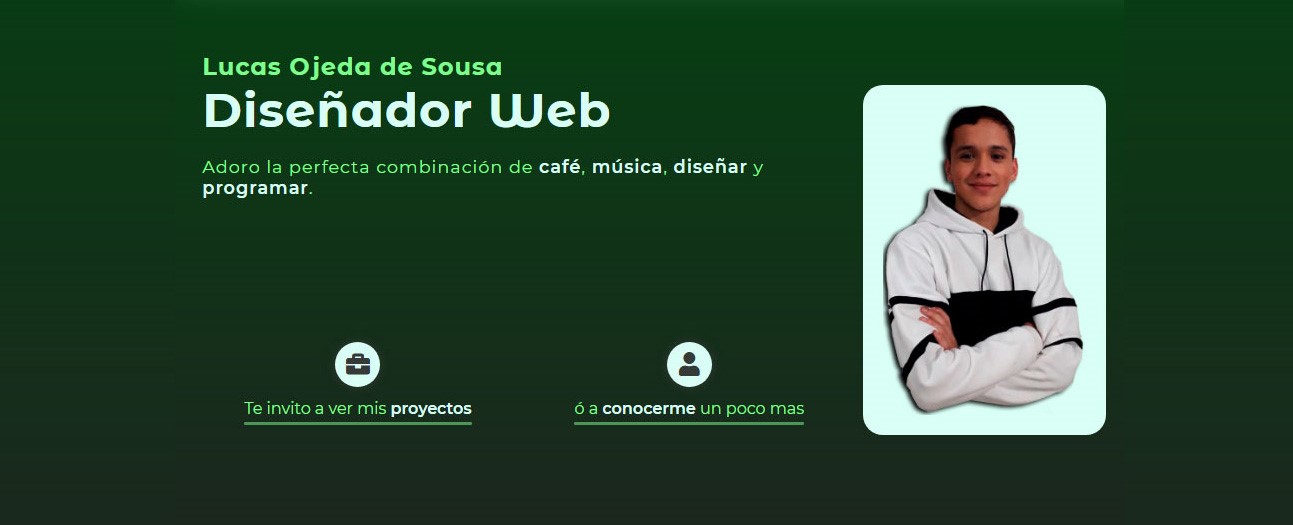 Lucas Ojeda de Sousa
Diseñador Web
Adoro la perfecta combinación de café, música, diseñar y
programar.
Te invito a ver mis proyectos
ó a conocerme un poco mas